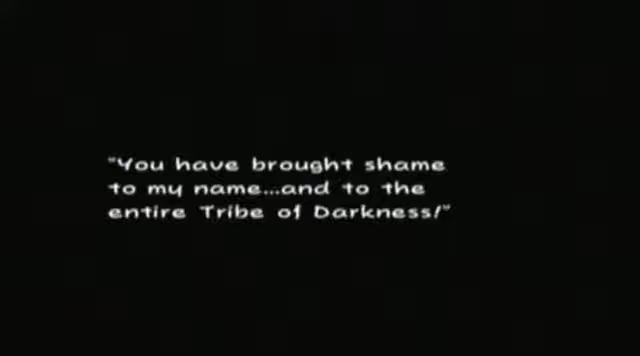 "You have brought shame
to my name...and to the
entire Tribe of Darkness!"